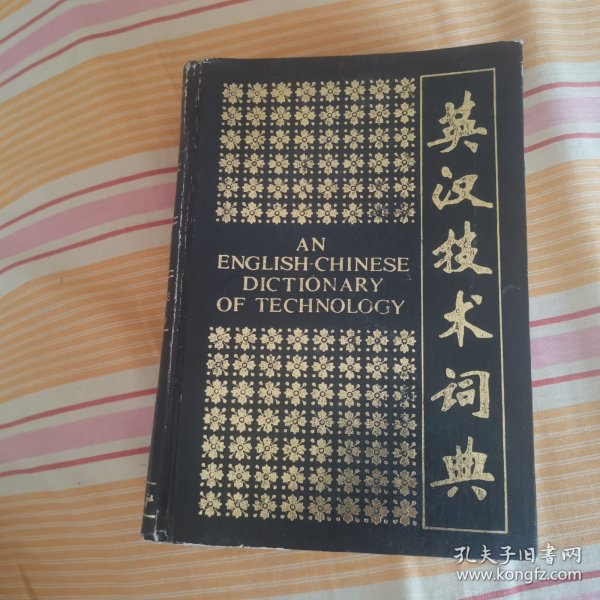 英汉技术词典
AN
ENGLISH-CHINESE
DICTIONARY
OF TECHNOLOGY
孔夫子旧書网
www.kongfz.com